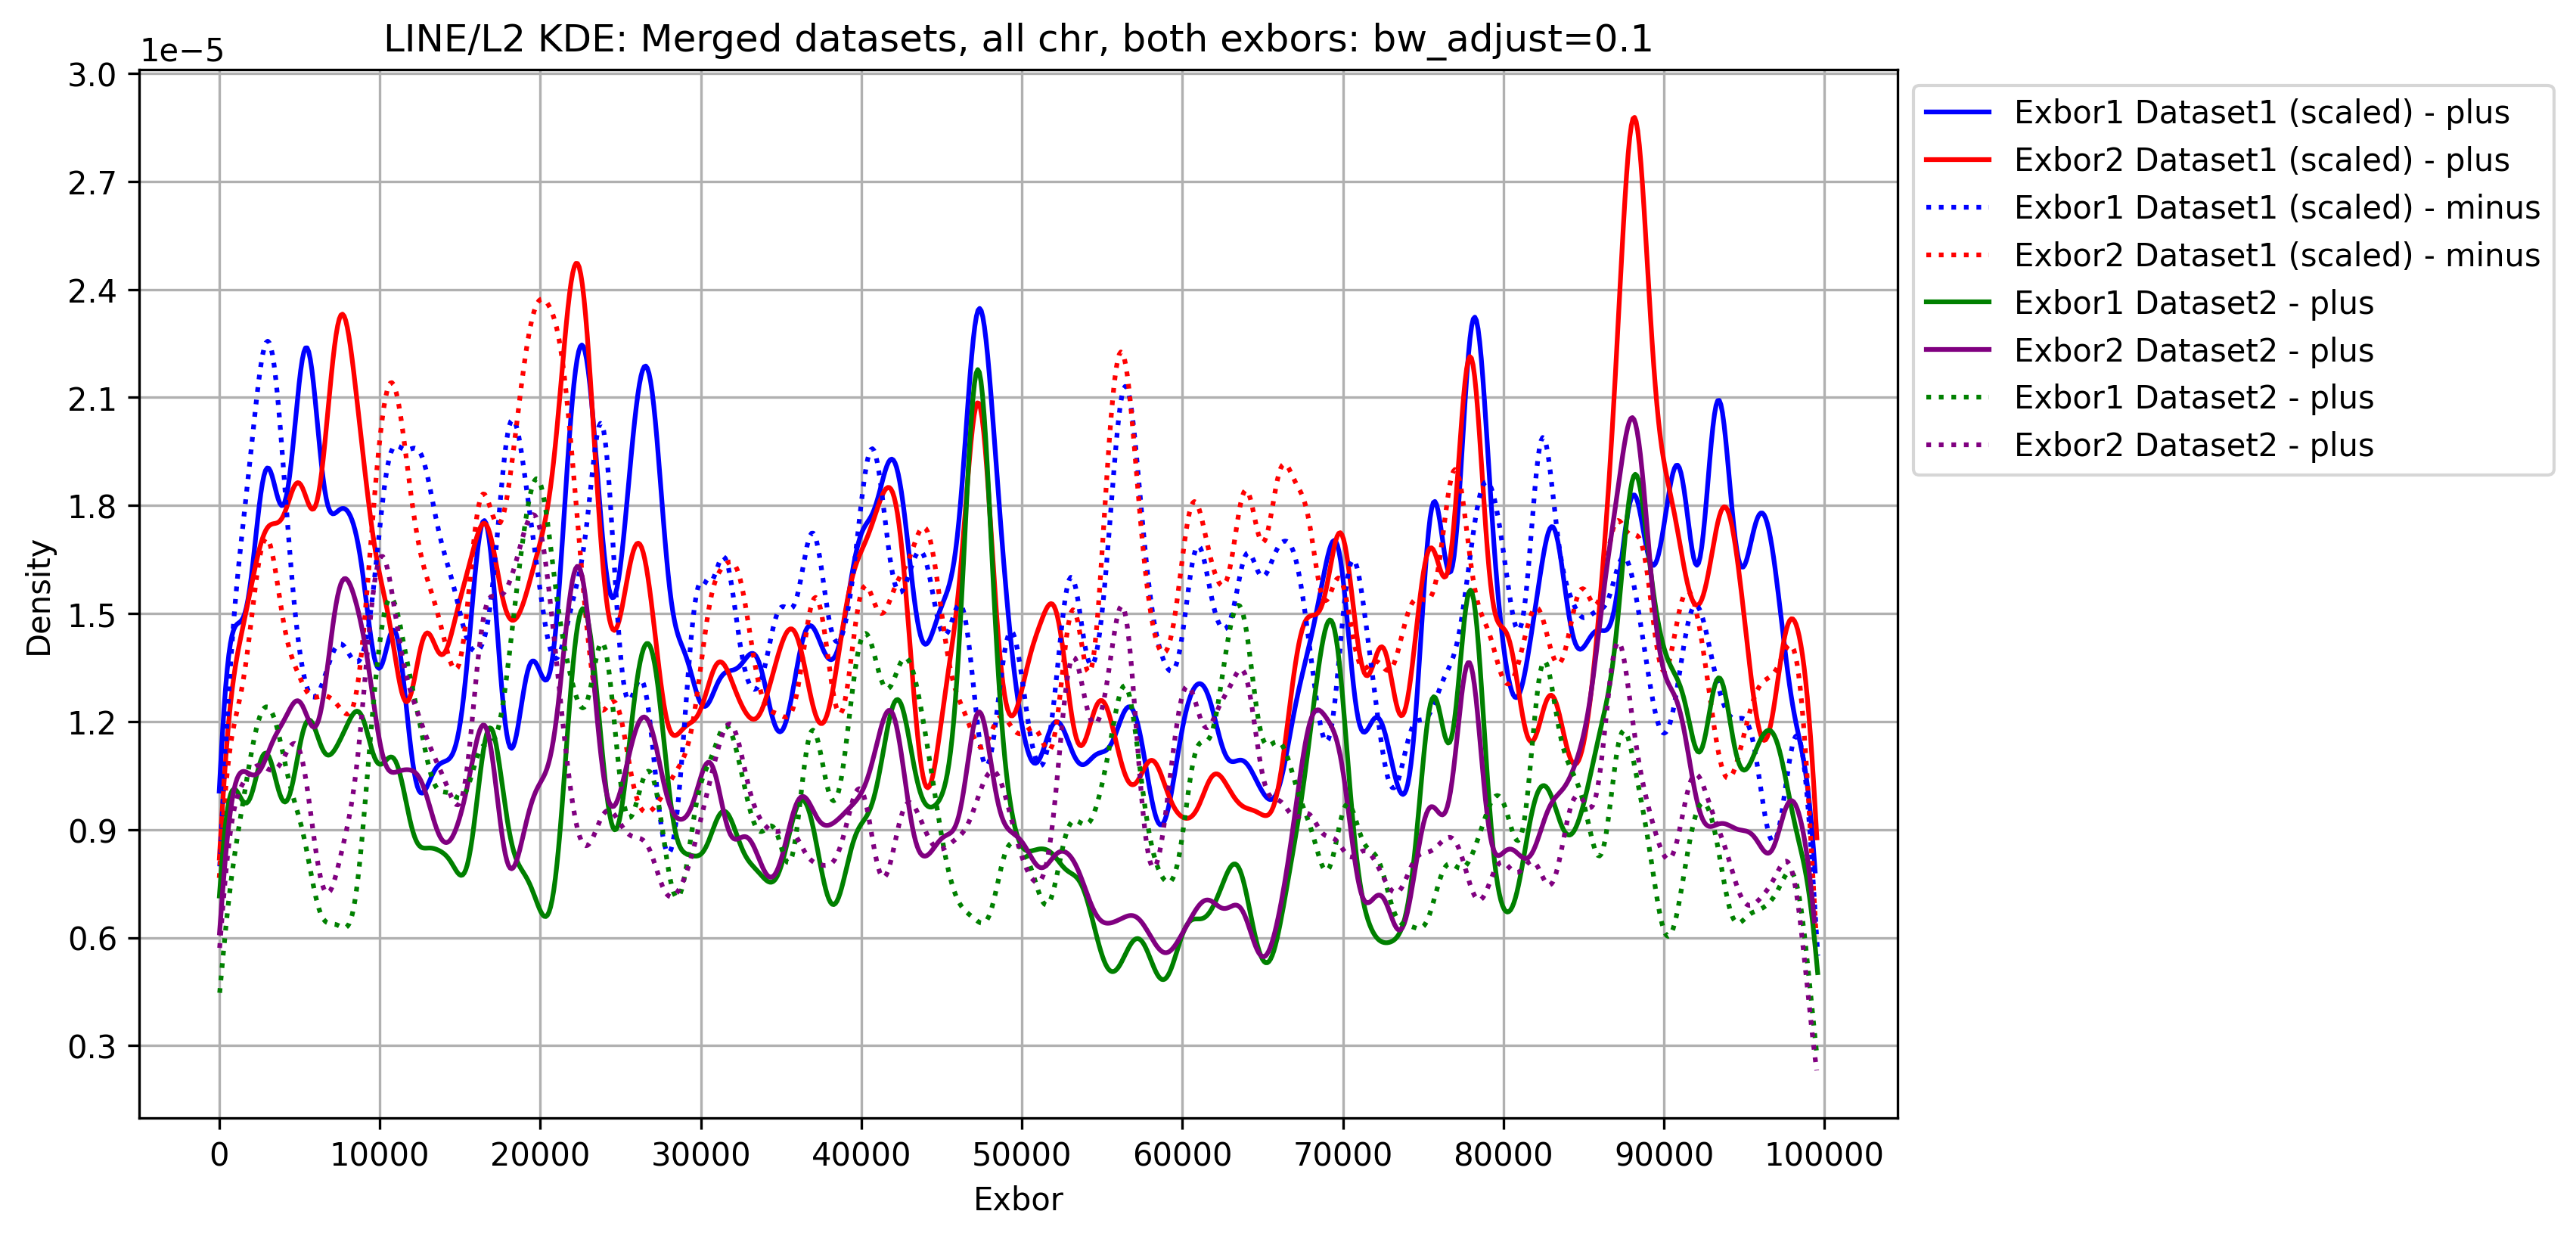 LINE/L2 KDE: Merged datasets, all chr, both exbors: bw_adjust=0.1
1e−5
3.0
2.7
2.4
2.1
1.8
1.5
1.2
0.9
0.6
0.3
Density
0 10000 20000 30000 40000 50000 60000 70000 80000 90000 100000
Exbor
Exbor1 Dataset1 (scaled) - plus
Exbor2 Dataset1 (scaled) - plus
Exbor1 Dataset1 (scaled) - minus
Exbor2 Dataset1 (scaled) - minus
Exbor1 Dataset2 - plus
Exbor2 Dataset2 - plus
Exbor1 Dataset2 - plus
Exbor2 Dataset2 - plus